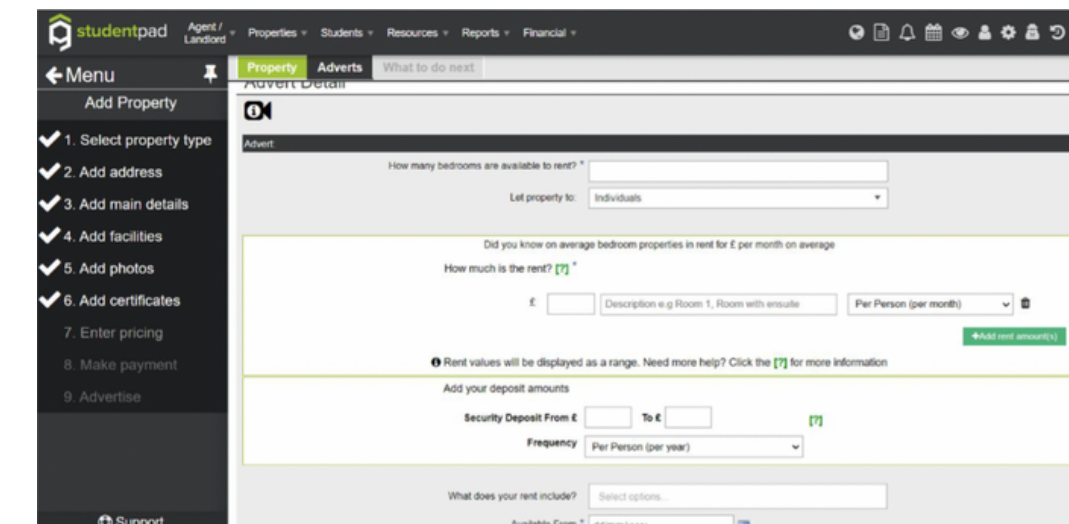 studentpad Agent / Landlord Properties Students Resources Reports Financial
Menu
Property Adverts What to do next
Add Property
Advert Detail
1. Select property type
2. Add address
3. Add main details
4. Add facilities
5. Add photos
6. Add certificates
7. Enter pricing
8. Make payment
9. Advertise
Support
Advert
How many bedrooms are available to rent? *
Let property to: Individuals
Did you know on average bedroom properties in rent for £ per month on average
How much is the rent? [?] *
£ Description e.g Room 1, Room with ensuite Per Person (per month)
+Add rent amount(s)
Rent values will be displayed as a range. Need more help? Click the [?] for more information
Add your deposit amounts
Security Deposit From £ To £ [?]
Frequency Per Person (per year)
What does your rent include? Select options...
Available From *